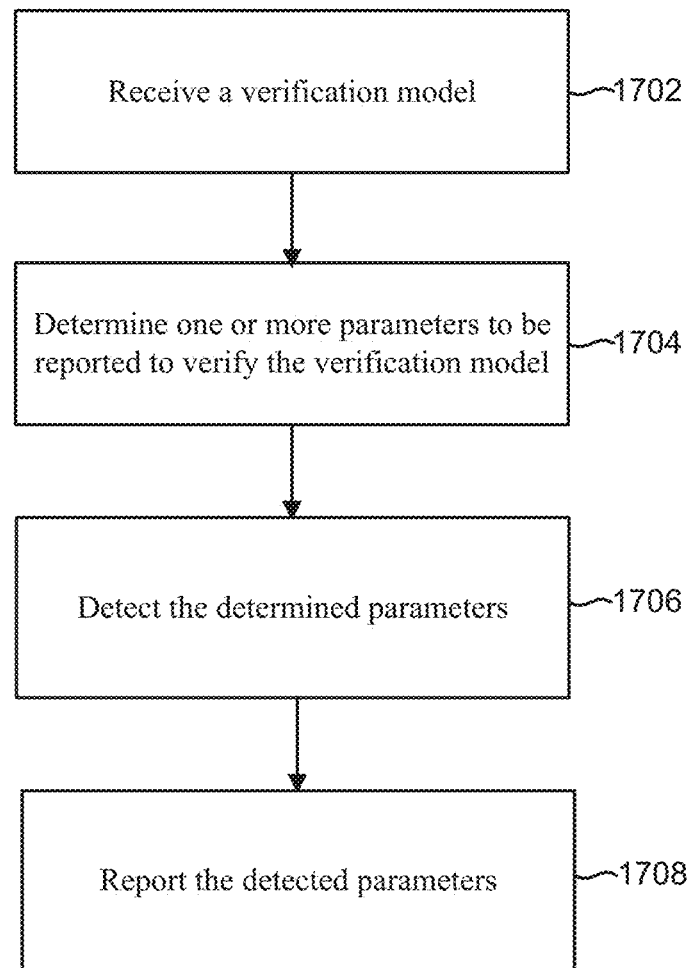 Receive a verification model
1702
Determine one or more parameters to be
reported to verify the verification model
1704
Detect the determined parameters
1706
Report the detected parameters
1708